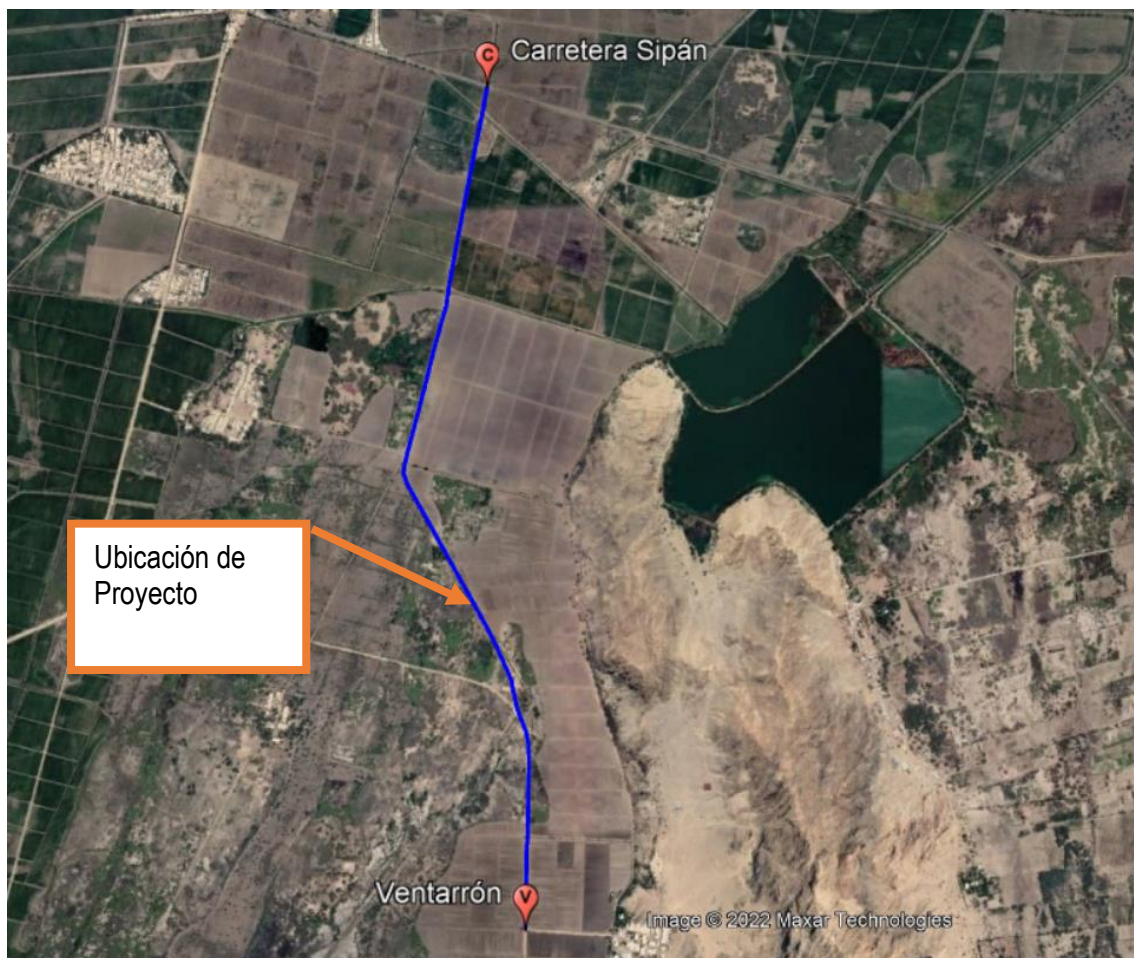 C
Carretera Sipán
Ubicación de
Proyecto
Ventarrón
V
Image © 2022 Maxar Technologies